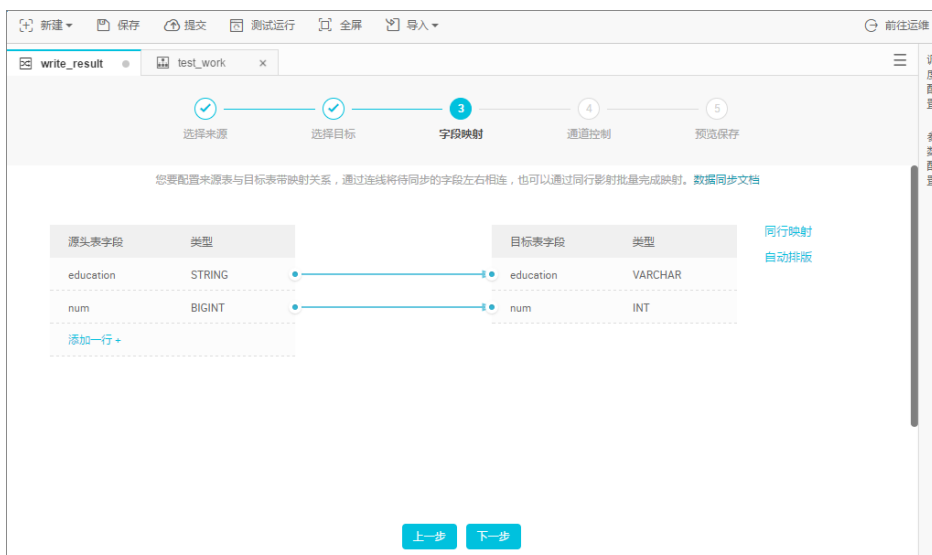 新建 保存 提交 测试运行 全屏 导入 前往运维
write_result test_work ×
3 4 5
选择来源 选择目标 字段映射 通道控制 预览保存
您要配置来源表与目标表带映射关系，通过连线将待同步的字段左右相连，也可以通过同行影射批量完成映射。数据同步文档
源头表字段 类型 目标表字段 类型 同行映射
自动排版
education STRING education VARCHAR
num BIGINT num INT
添加一行 +
上一步 下一步